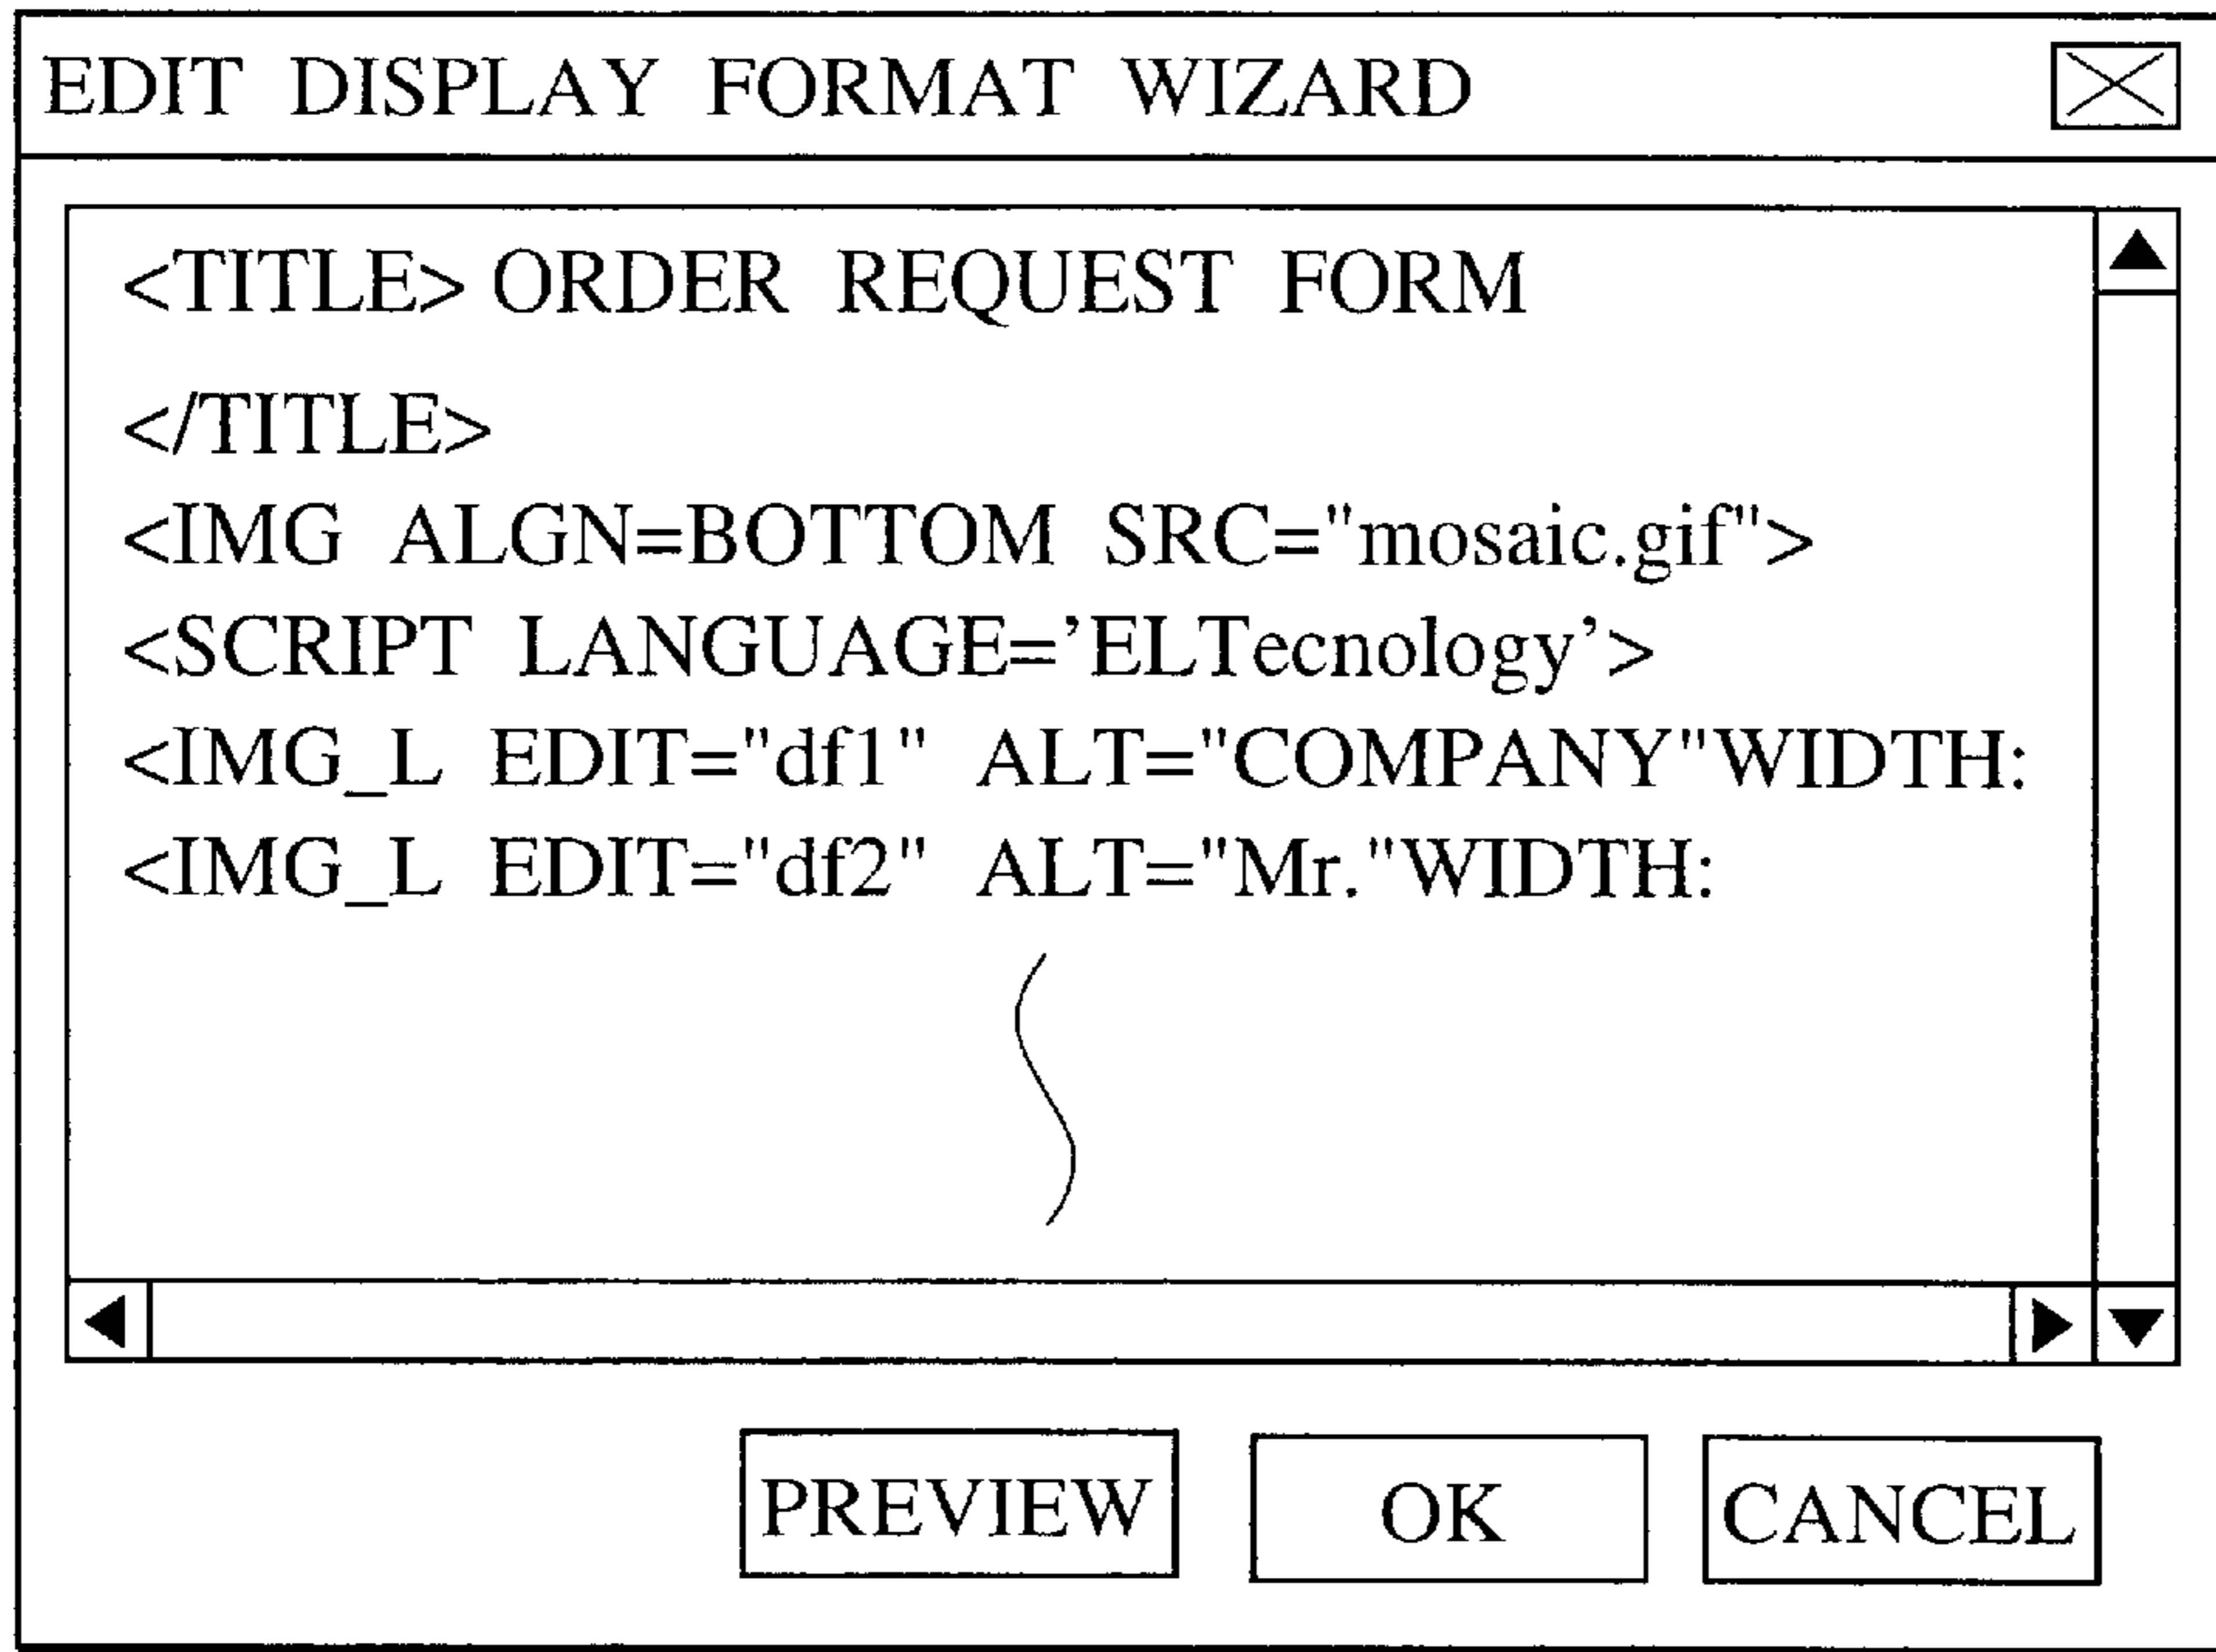 EDIT DISPLAY FORMAT WIZARD
<TITLE> ORDER REQUEST FORM
</TITLE>
<IMG ALGN=BOTTOM SRC="mosaic.gif">
<SCRIPT LANGUAGE='ELTecnology'>
<IMG_L EDIT="df1" ALT="COMPANY"WIDTH:
<IMG_L EDIT="df2" ALT="Mr."WIDTH:
PREVIEW OK CANCEL